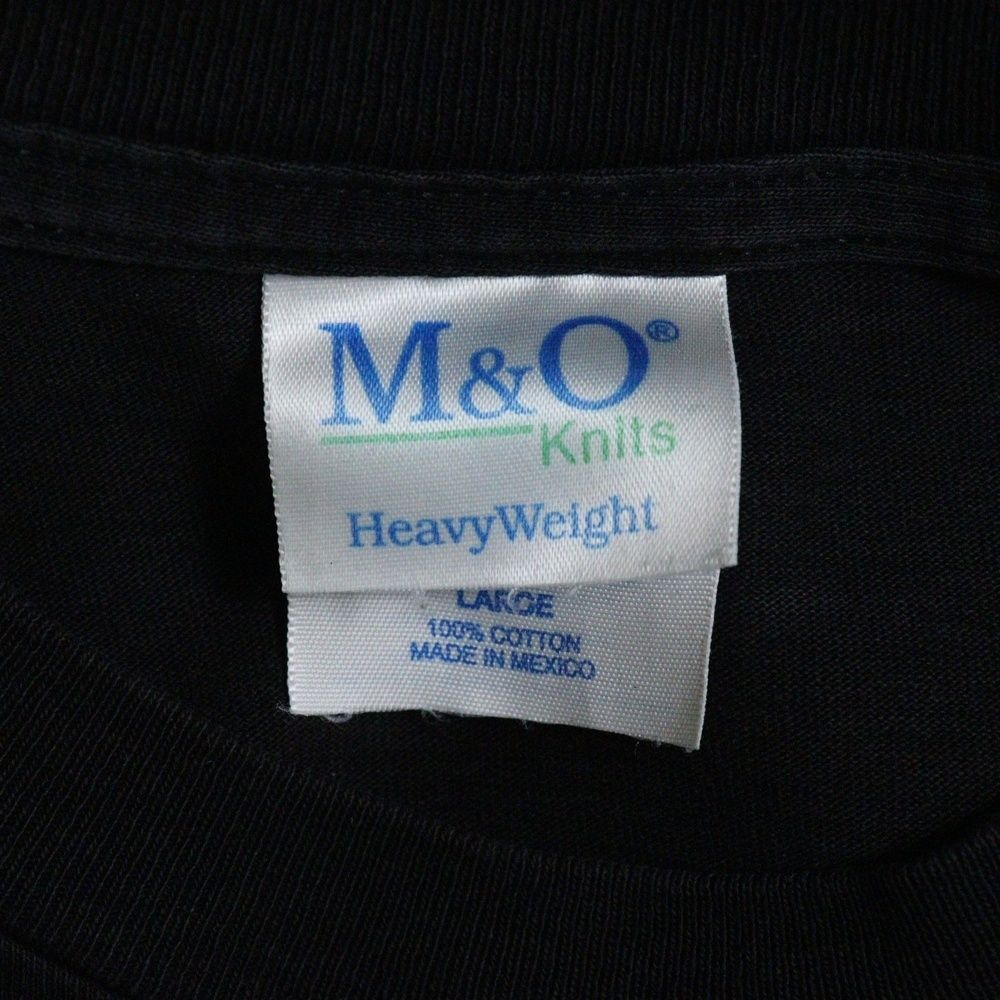 M&O®
Knits
HeavyWeight
LARGE
100% COTTON
MADE IN MEXICO